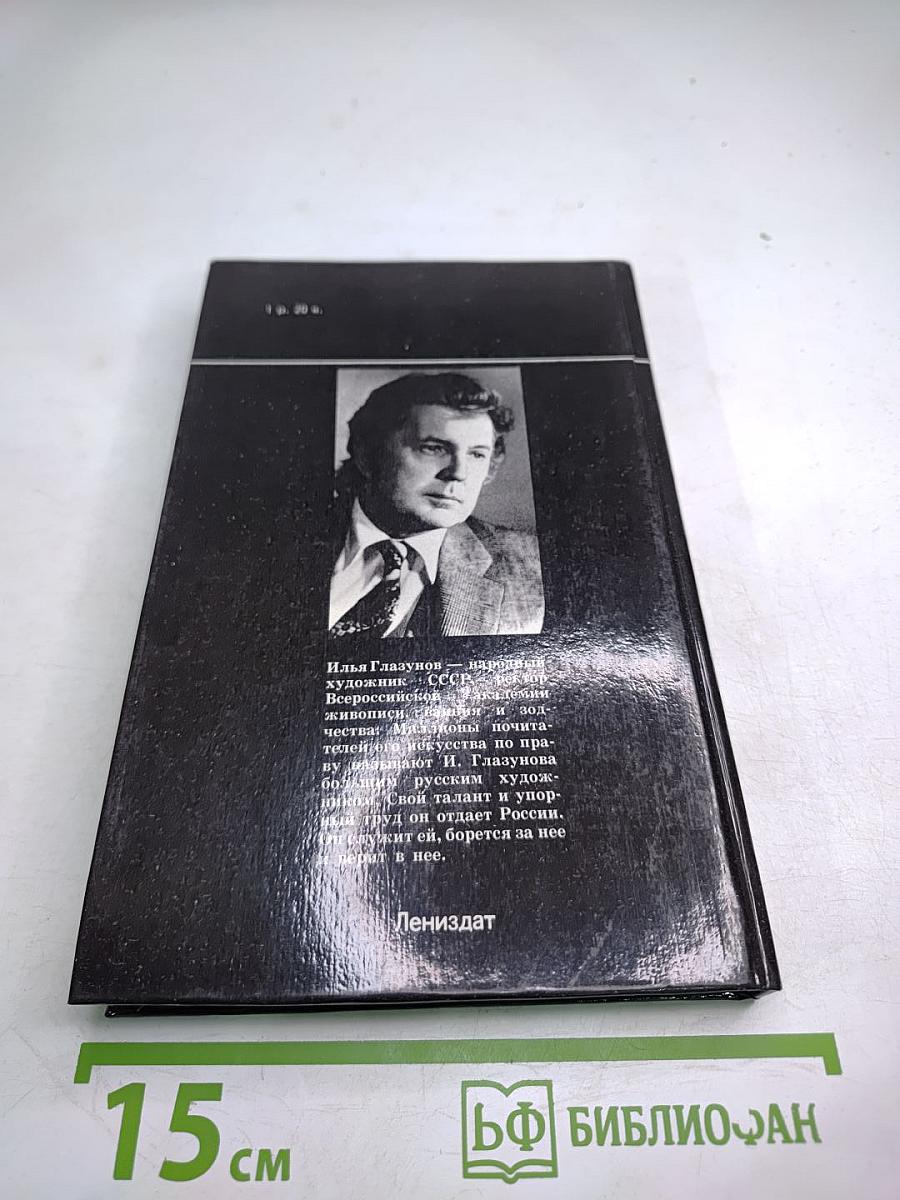 1 р. 20 к.
Илья Глазунов — народный
художник СССР, ректор
Всероссийской академии
живописи, ваяния и зод-
чества. Миллионы почита-
телей его искусства по пра-
ву называют И. Глазунова
большим русским худож-
ником. Свой талант и упор-
ный труд он отдает России.
Он служит ей, борется за нее
и верит в нее.
Лениздат
15 см
БФ БИБЛИОФАН